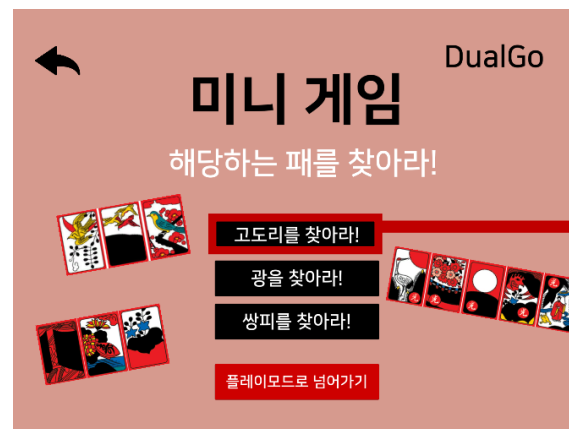 DualGo
미니 게임
해당하는 패를 찾아라!
고도리를 찾아라!
광을 찾아라!
쌍피를 찾아라!
플레이모드로 넘어가기